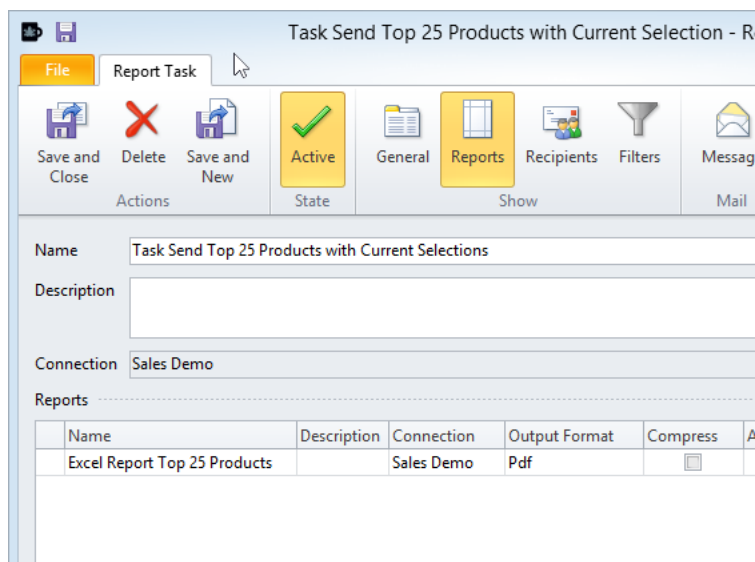 Task Send Top 25 Products with Current Selection - R
File Report Task
Save and Close Delete Save and New Active General Reports Recipients Filters Messag
Actions State Show Mail
Name Task Send Top 25 Products with Current Selections
Description
Connection Sales Demo
Reports
Name Description Connection Output Format Compress A
Excel Report Top 25 Products Sales Demo Pdf